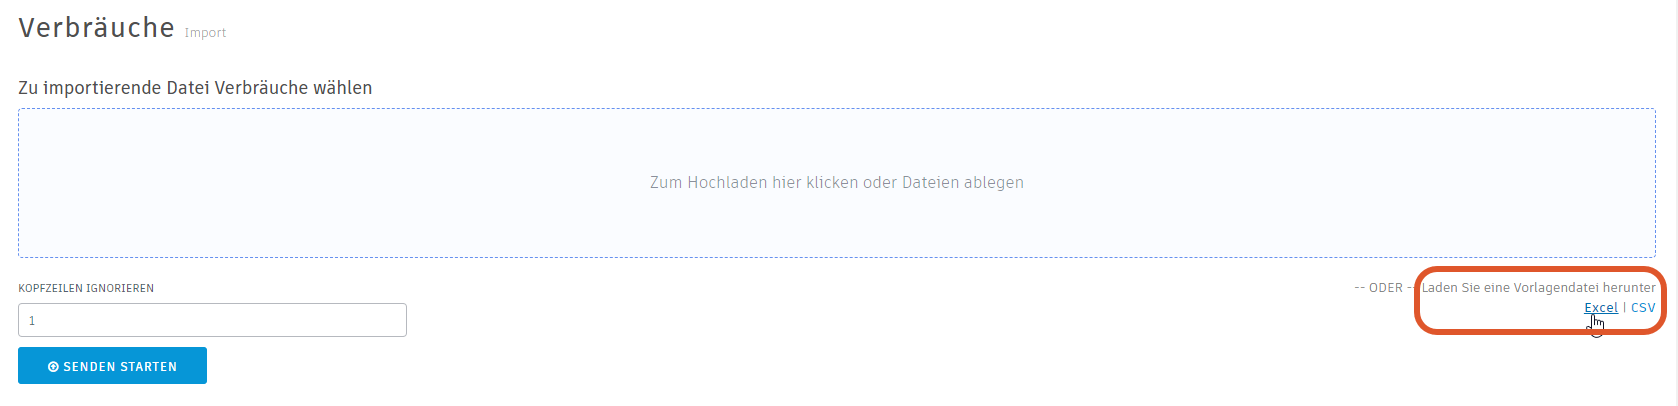 Verbräuche Import
Zu importierende Datei Verbräuche wählen
Zum Hochladen hier klicken oder Dateien ablegen
KOPFZEILEN IGNORIEREN
-- ODER -- Laden Sie eine Vorlagendatei herunter
Excel | CSV
1
SENDEN STARTEN